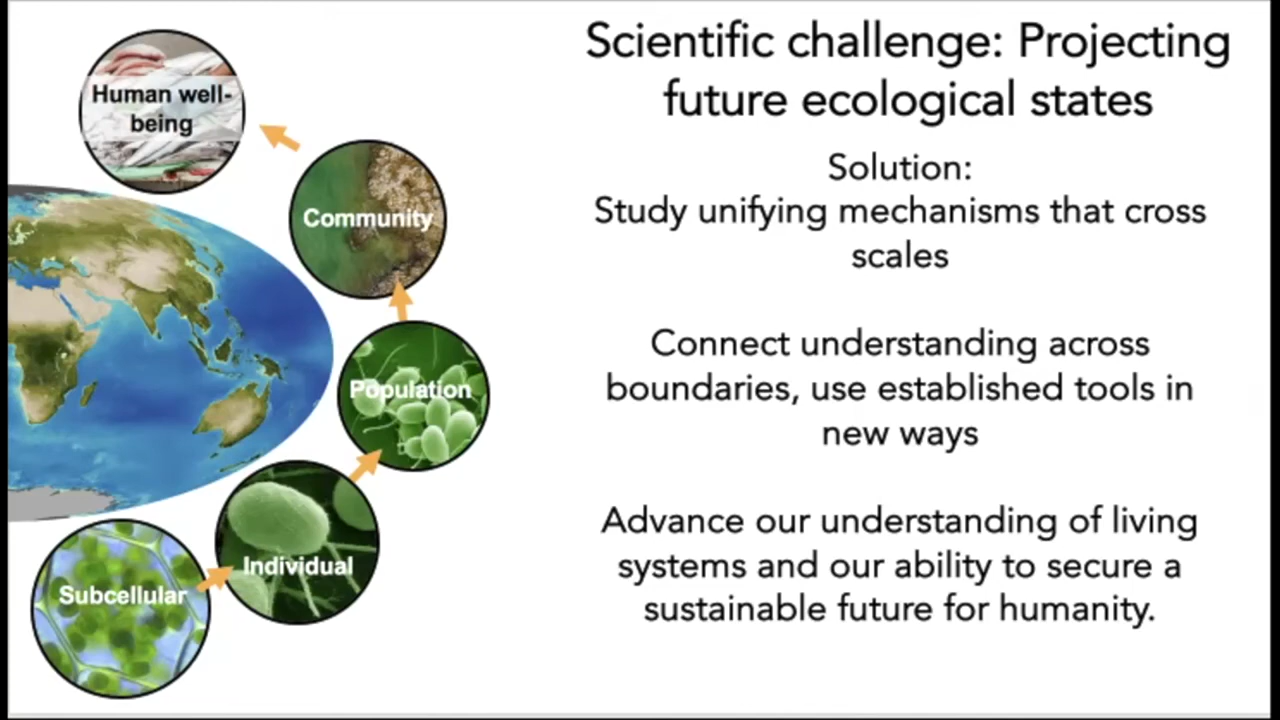 Scientific challenge: Projecting
future ecological states
Solution:
Study unifying mechanisms that cross
scales
Connect understanding across
boundaries, use established tools in
new ways
Advance our understanding of living
systems and our ability to secure a
sustainable future for humanity.
Human well-
being
Community
Population
Individual
Subcellular